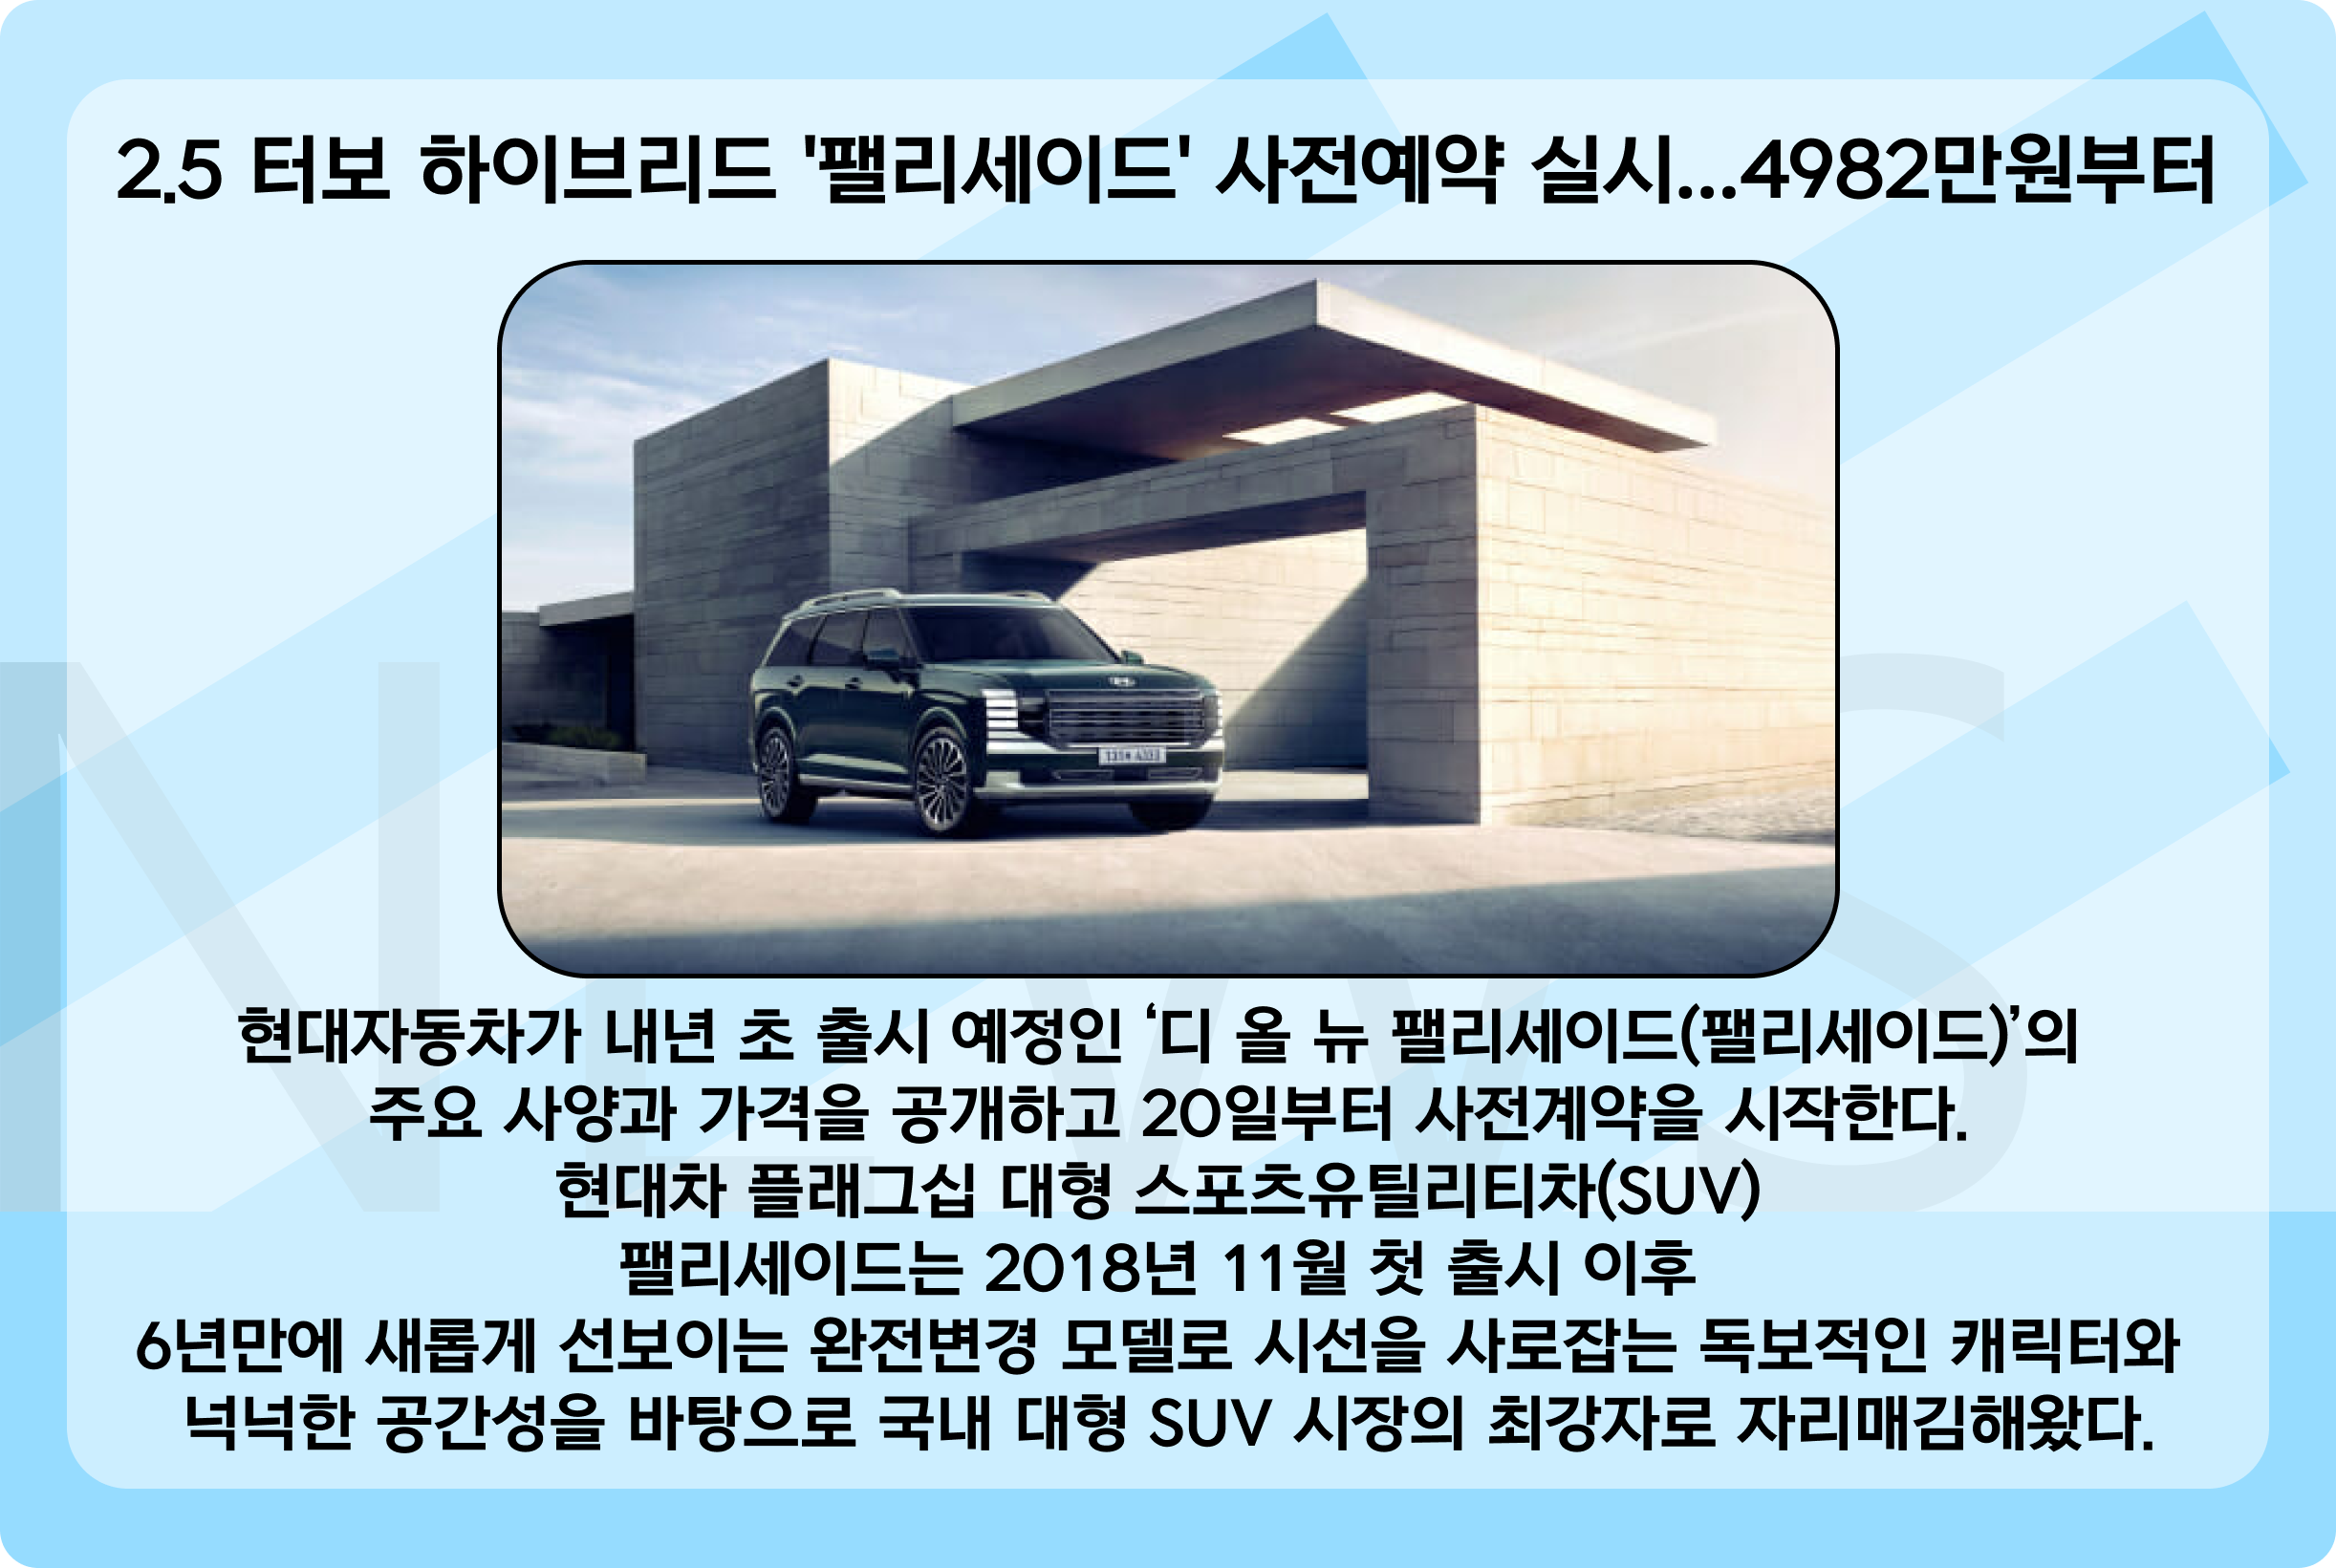 2.5 터보 하이브리드 '팰리세이드' 사전예약 실시...4982만원부터
현대자동차가 내년 초 출시 예정인 ‘디 올 뉴 팰리세이드(팰리세이드)’의
주요 사양과 가격을 공개하고 20일부터 사전계약을 시작한다.
현대차 플래그십 대형 스포츠유틸리티차(SUV)
팰리세이드는 2018년 11월 첫 출시 이후
6년만에 새롭게 선보이는 완전변경 모델로 시선을 사로잡는 독보적인 캐릭터와
넉넉한 공간성을 바탕으로 국내 대형 SUV 시장의 최강자로 자리매김해왔다.
NEWS